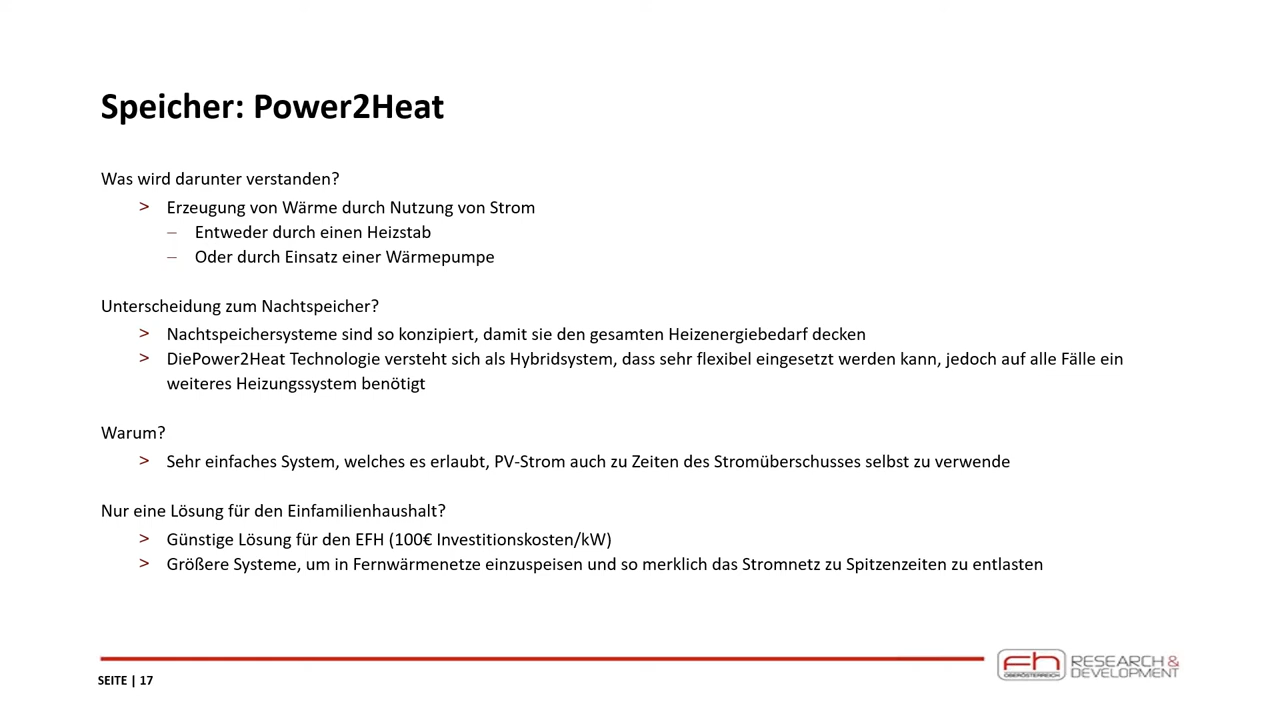 Speicher: Power2Heat
Was wird darunter verstanden?
> Erzeugung von Wärme durch Nutzung von Strom
– Entweder durch einen Heizstab
– Oder durch Einsatz einer Wärmepumpe
Unterscheidung zum Nachtspeicher?
> Nachtspeichersysteme sind so konzipiert, damit sie den gesamten Heizenergiebedarf decken
> DiePower2Heat Technologie versteht sich als Hybridsystem, dass sehr flexibel eingesetzt werden kann, jedoch auf alle Fälle ein
weiteres Heizungssystem benötigt
Warum?
> Sehr einfaches System, welches es erlaubt, PV-Strom auch zu Zeiten des Stromüberschusses selbst zu verwende
Nur eine Lösung für den Einfamilienhaushalt?
> Günstige Lösung für den EFH (100€ Investitionskosten/kW)
> Größere Systeme, um in Fernwärmenetze einzuspeisen und so merklich das Stromnetz zu Spitzenzeiten zu entlasten
SEITE | 17
fh
OBERÖSTERREICH
RESEARCH &
DEVELOPMENT